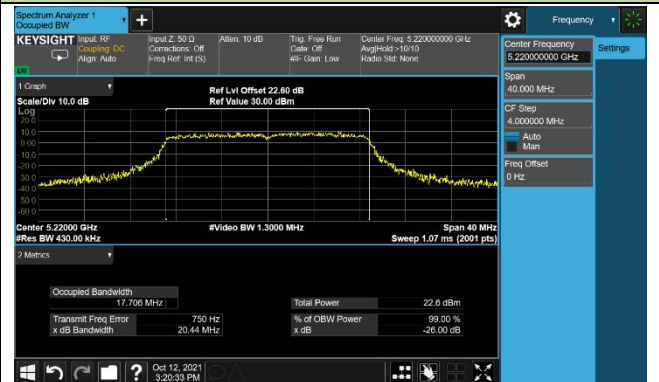 Spectrum Analyzer 1
Occupied BW
+
Frequency
KEYSIGHT
Input: RF
Coupling: DC
Align: Auto
Input Z: 50 Ω
Corrections: Off
Freq Ref: Int (S)
Atten: 10 dB
Trig: Free Run
Gate: Off
#IF Gain: Low
Center Freq: 5.220000000 GHz
Avg|Hold:>10/10
Radio Std: None
Center Frequency
5.220000000 GHz
Settings
Span
40.000 MHz
CF Step
4.000000 MHz
Auto
Man
Freq Offset
0 Hz
1 Graph
Scale/Div 10.0 dB
Ref Lvl Offset 22.60 dB
Ref Value 30.00 dBm
Log
20.0
10.0
0.00
-10.0
-20.0
-30.0
-40.0
-50.0
-60.0
Center 5.22000 GHz
#Res BW 430.00 kHz
#Video BW 1.3000 MHz
Span 40 MHz
Sweep 1.07 ms (2001 pts)
2 Metrics
Occupied Bandwidth
17.706 MHz
Total Power 22.6 dBm
Transmit Freq Error 750 Hz
% of OBW Power 99.00 %
x dB Bandwidth 20.44 MHz
x dB -26.00 dB
?
Oct 12, 2021
3:20:33 PM